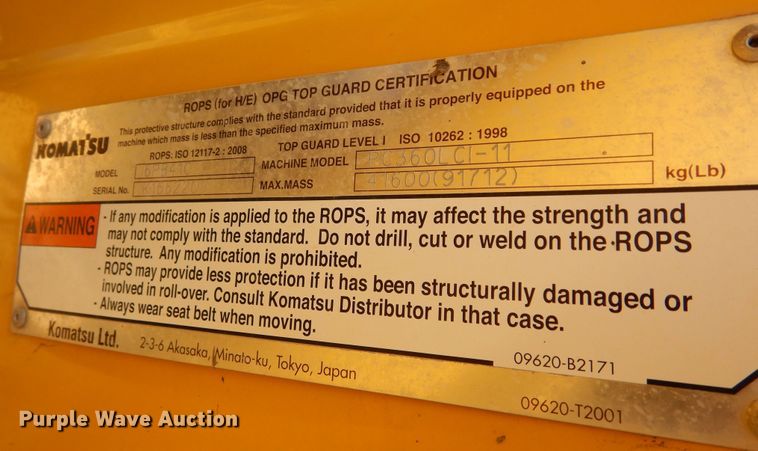 ROPS (for H/E) OPG TOP GUARD CERTIFICATION
This protective structure complies with the standard provided that it is properly equipped on the
machine which mass is less than the specified maximum mass.
KOMATSU
ROPS: ISO 12117-2 : 2008 TOP GUARD LEVEL I ISO 10262 : 1998
MODEL MACHINE MODEL PC360LCI-11
SERIAL No. MAX.MASS 41600(91712) kg(Lb)
WARNING
- If any modification is applied to the ROPS, it may affect the strength and
may not comply with the standard. Do not drill, cut or weld on the ROPS
structure. Any modification is prohibited.
- ROPS may provide less protection if it has been structurally damaged or
involved in roll-over. Consult Komatsu Distributor in that case.
- Always wear seat belt when moving.
09620-B2171
Komatsu Ltd. 2-3-6 Akasaka, Minato-ku, Tokyo, Japan
09620-T2001
Purple Wave Auction